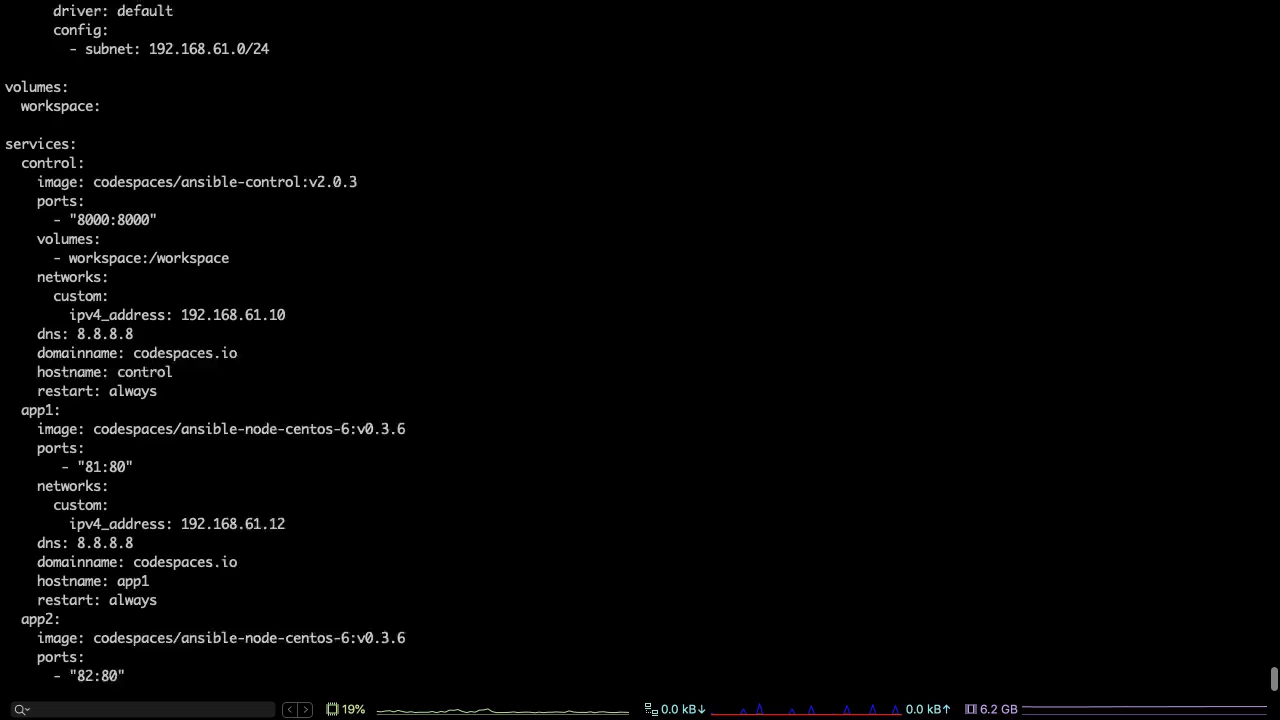 driver: default
      config:
        - subnet: 192.168.61.0/24

volumes:
  workspace:

services:
  control:
    image: codespaces/ansible-control:v2.0.3
    ports:
      - "8000:8000"
    volumes:
      - workspace:/workspace
    networks:
      custom:
        ipv4_address: 192.168.61.10
    dns: 8.8.8.8
    domainname: codespaces.io
    hostname: control
    restart: always
  app1:
    image: codespaces/ansible-node-centos-6:v0.3.6
    ports:
       - "81:80"
    networks:
      custom:
        ipv4_address: 192.168.61.12
    dns: 8.8.8.8
    domainname: codespaces.io
    hostname: app1
    restart: always
  app2:
    image: codespaces/ansible-node-centos-6:v0.3.6
    ports:
      - "82:80"
19% 0.0 kB↓ 0.0 kB↑ 6.2 GB